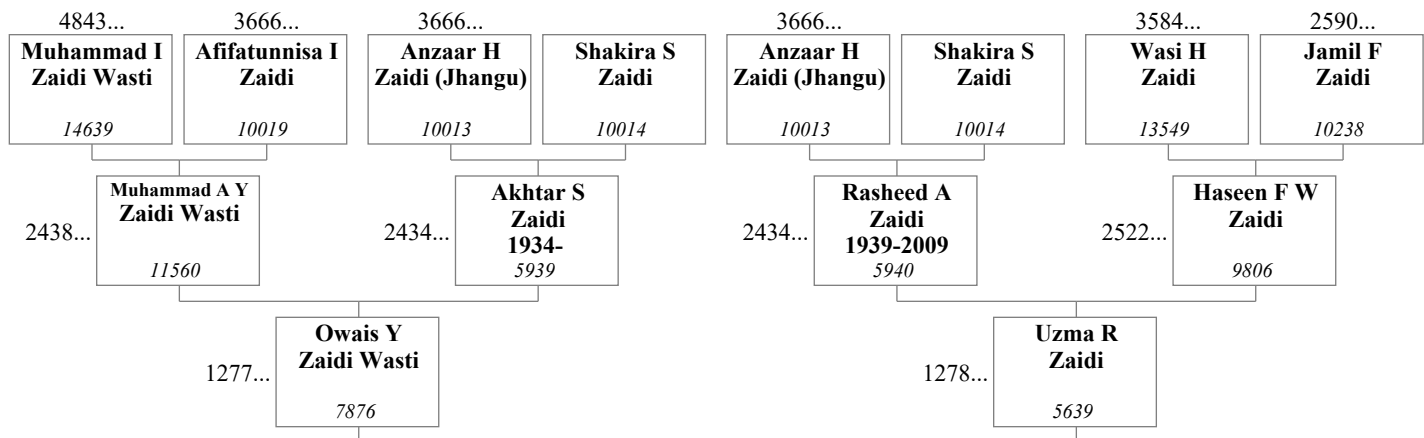 4843... 3666... 3666... 3666... 3584... 2590...
Muhammad I Zaidi Wasti 14639
Afifatunnisa I Zaidi 10019
Anzaar H Zaidi (Jhangu) 10013
Shakira S Zaidi 10014
Anzaar H Zaidi (Jhangu) 10013
Shakira S Zaidi 10014
Wasi H Zaidi 13549
Jamil F Zaidi 10238
2438...
Muhammad A Y
Zaidi Wasti
11560
2434...
Akhtar S
Zaidi
1934-
5939
2434...
Rasheed A
Zaidi
1939-2009
5940
2522...
Haseen F W
Zaidi
9806
1277...
Owais Y
Zaidi Wasti
7876
1278...
Uzma R
Zaidi
5639